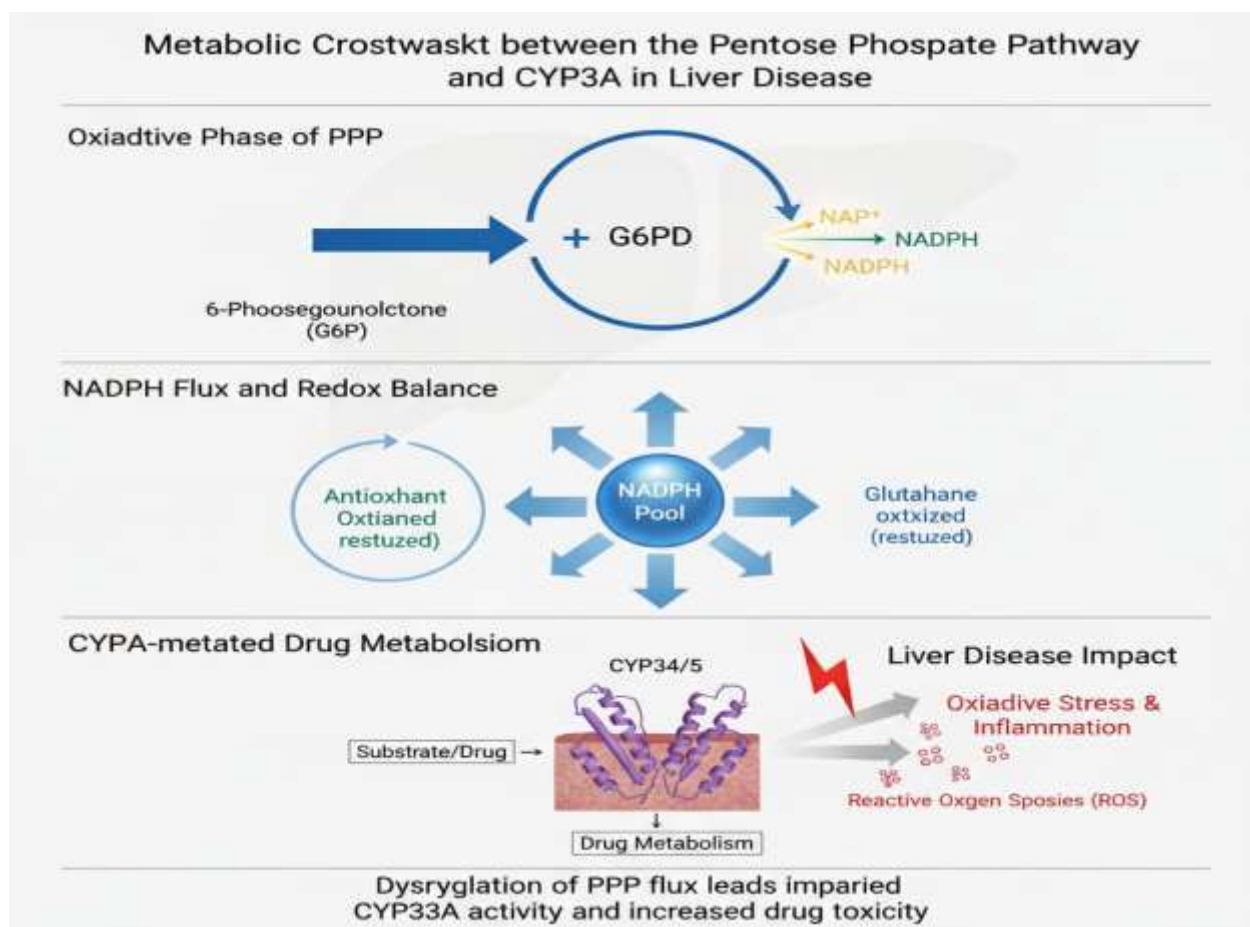 Metabolic Crostwaskt between the Pentose Phospate Pathway
and CYP3A in Liver Disease
Oxiadtive Phase of PPP
+ G6PD
NAP+
NADPH
NADPH
6-Phoosegounolctone
(G6P)
NADPH Flux and Redox Balance
Antioxhant
Oxtianed
restuzed)
NADPH
Pool
Glutahane
oxtxized
(restuzed)
CYPA-metated Drug Metabolsiom
CYP34/5
Substrate/Drug
Drug Metabolism
Liver Disease Impact
Oxiadive Stress &
Inflammation
Reactive Oxgen Sposies (ROS)
Dysryglation of PPP flux leads imparied
CYP33A activity and increased drug toxicity